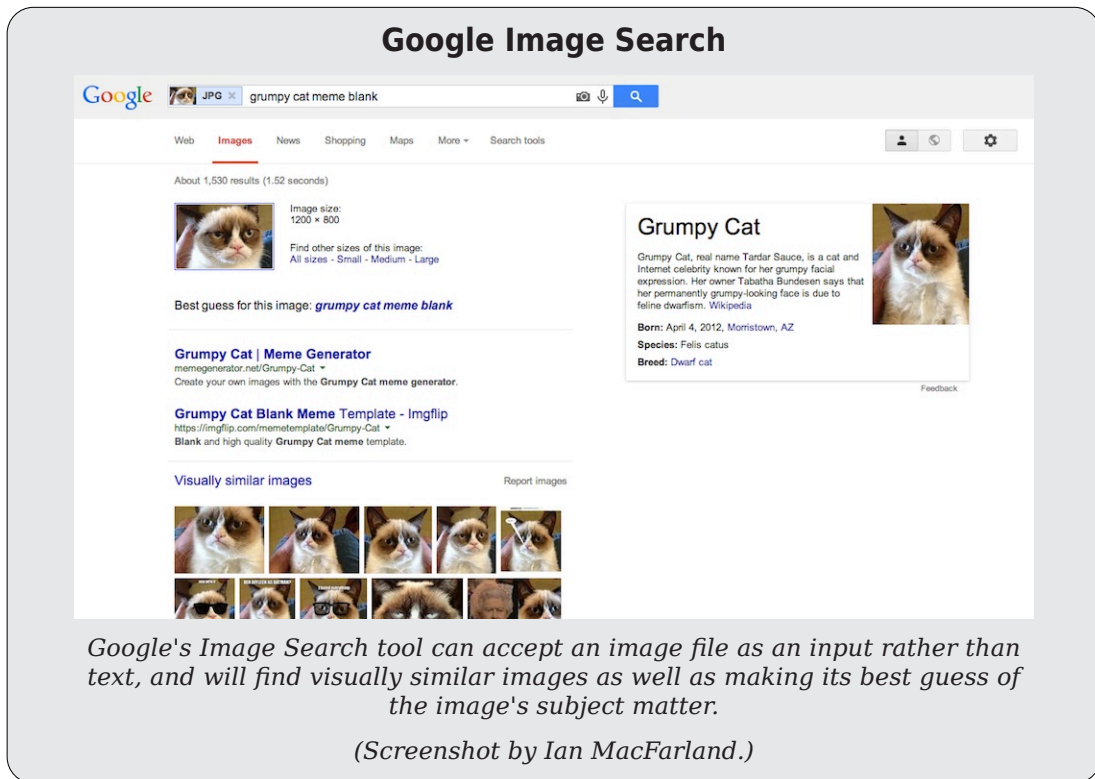 Google Image Search
Google JPG × grumpy cat meme blank
Web Images News Shopping Maps More Search tools
About 1,530 results (1.52 seconds)
Image size:
1200 × 800
Find other sizes of this image:
All sizes - Small - Medium - Large
Best guess for this image: grumpy cat meme blank
Grumpy Cat | Meme Generator
memegenerator.net/Grumpy-Cat
Create your own images with the Grumpy Cat meme generator.
Grumpy Cat Blank Meme Template - Imgflip
https://imgflip.com/memetemplate/Grumpy-Cat
Blank and high quality Grumpy Cat meme template.
Visually similar images Report images
Grumpy Cat
Grumpy Cat, real name Tardar Sauce, is a cat and
Internet celebrity known for her grumpy facial
expression. Her owner Tabatha Bundesen says that
her permanently grumpy-looking face is due to
feline dwarfism. Wikipedia
Born: April 4, 2012, Morristown, AZ
Species: Felis catus
Breed: Dwarf cat
Feedback
Google's Image Search tool can accept an image file as an input rather than
text, and will find visually similar images as well as making its best guess of
the image's subject matter.
(Screenshot by Ian MacFarland.)